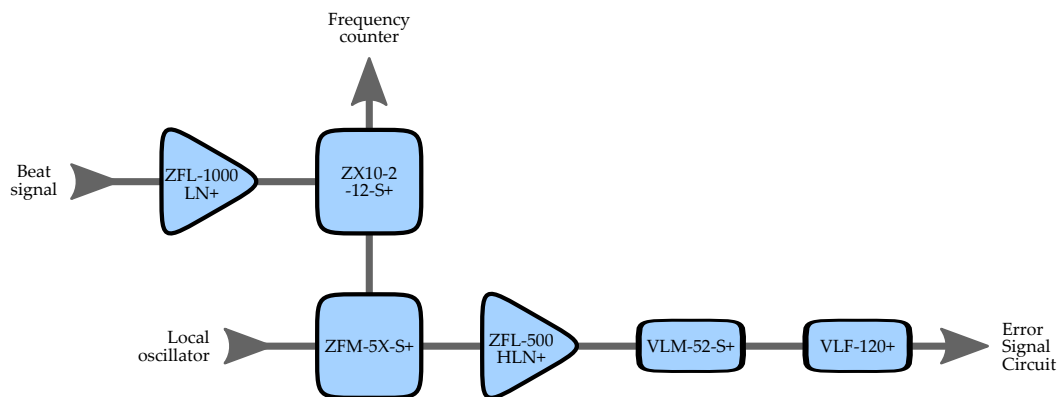 Frequency
counter
Beat
signal
ZFL-1000
LN+
ZX10-2
-12-S+
Local
oscillator
ZFM-5X-S+
ZFL-500
HLN+
VLM-52-S+
VLF-120+
Error
Signal
Circuit